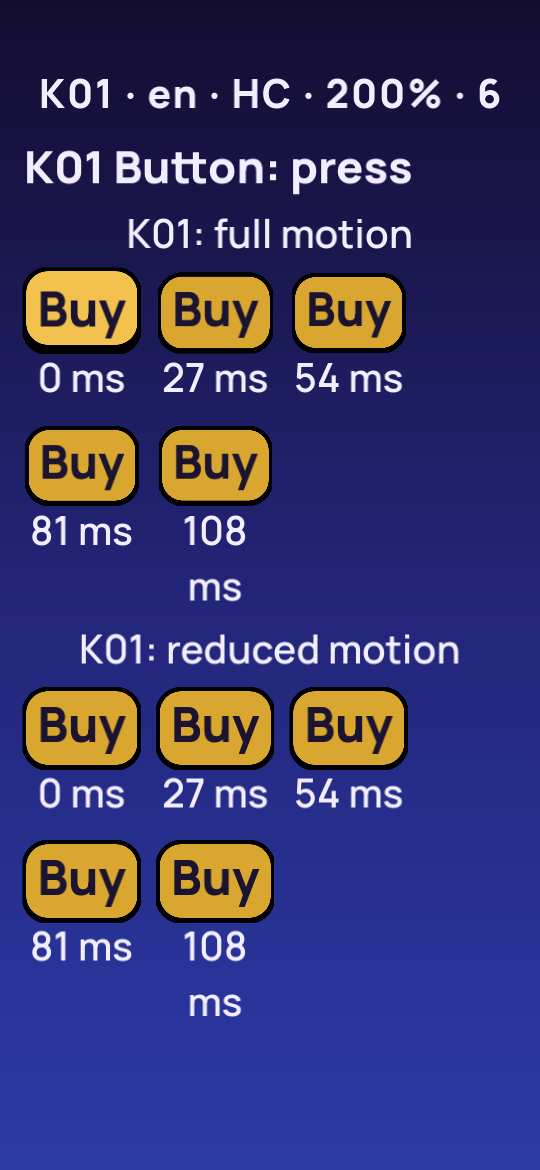 K01 · en · HC · 200% · 6
K01 Button: press
K01: full motion
Buy Buy Buy
0 ms 27 ms 54 ms
Buy Buy
81 ms 108
ms
K01: reduced motion
Buy Buy Buy
0 ms 27 ms 54 ms
Buy Buy
81 ms 108
ms